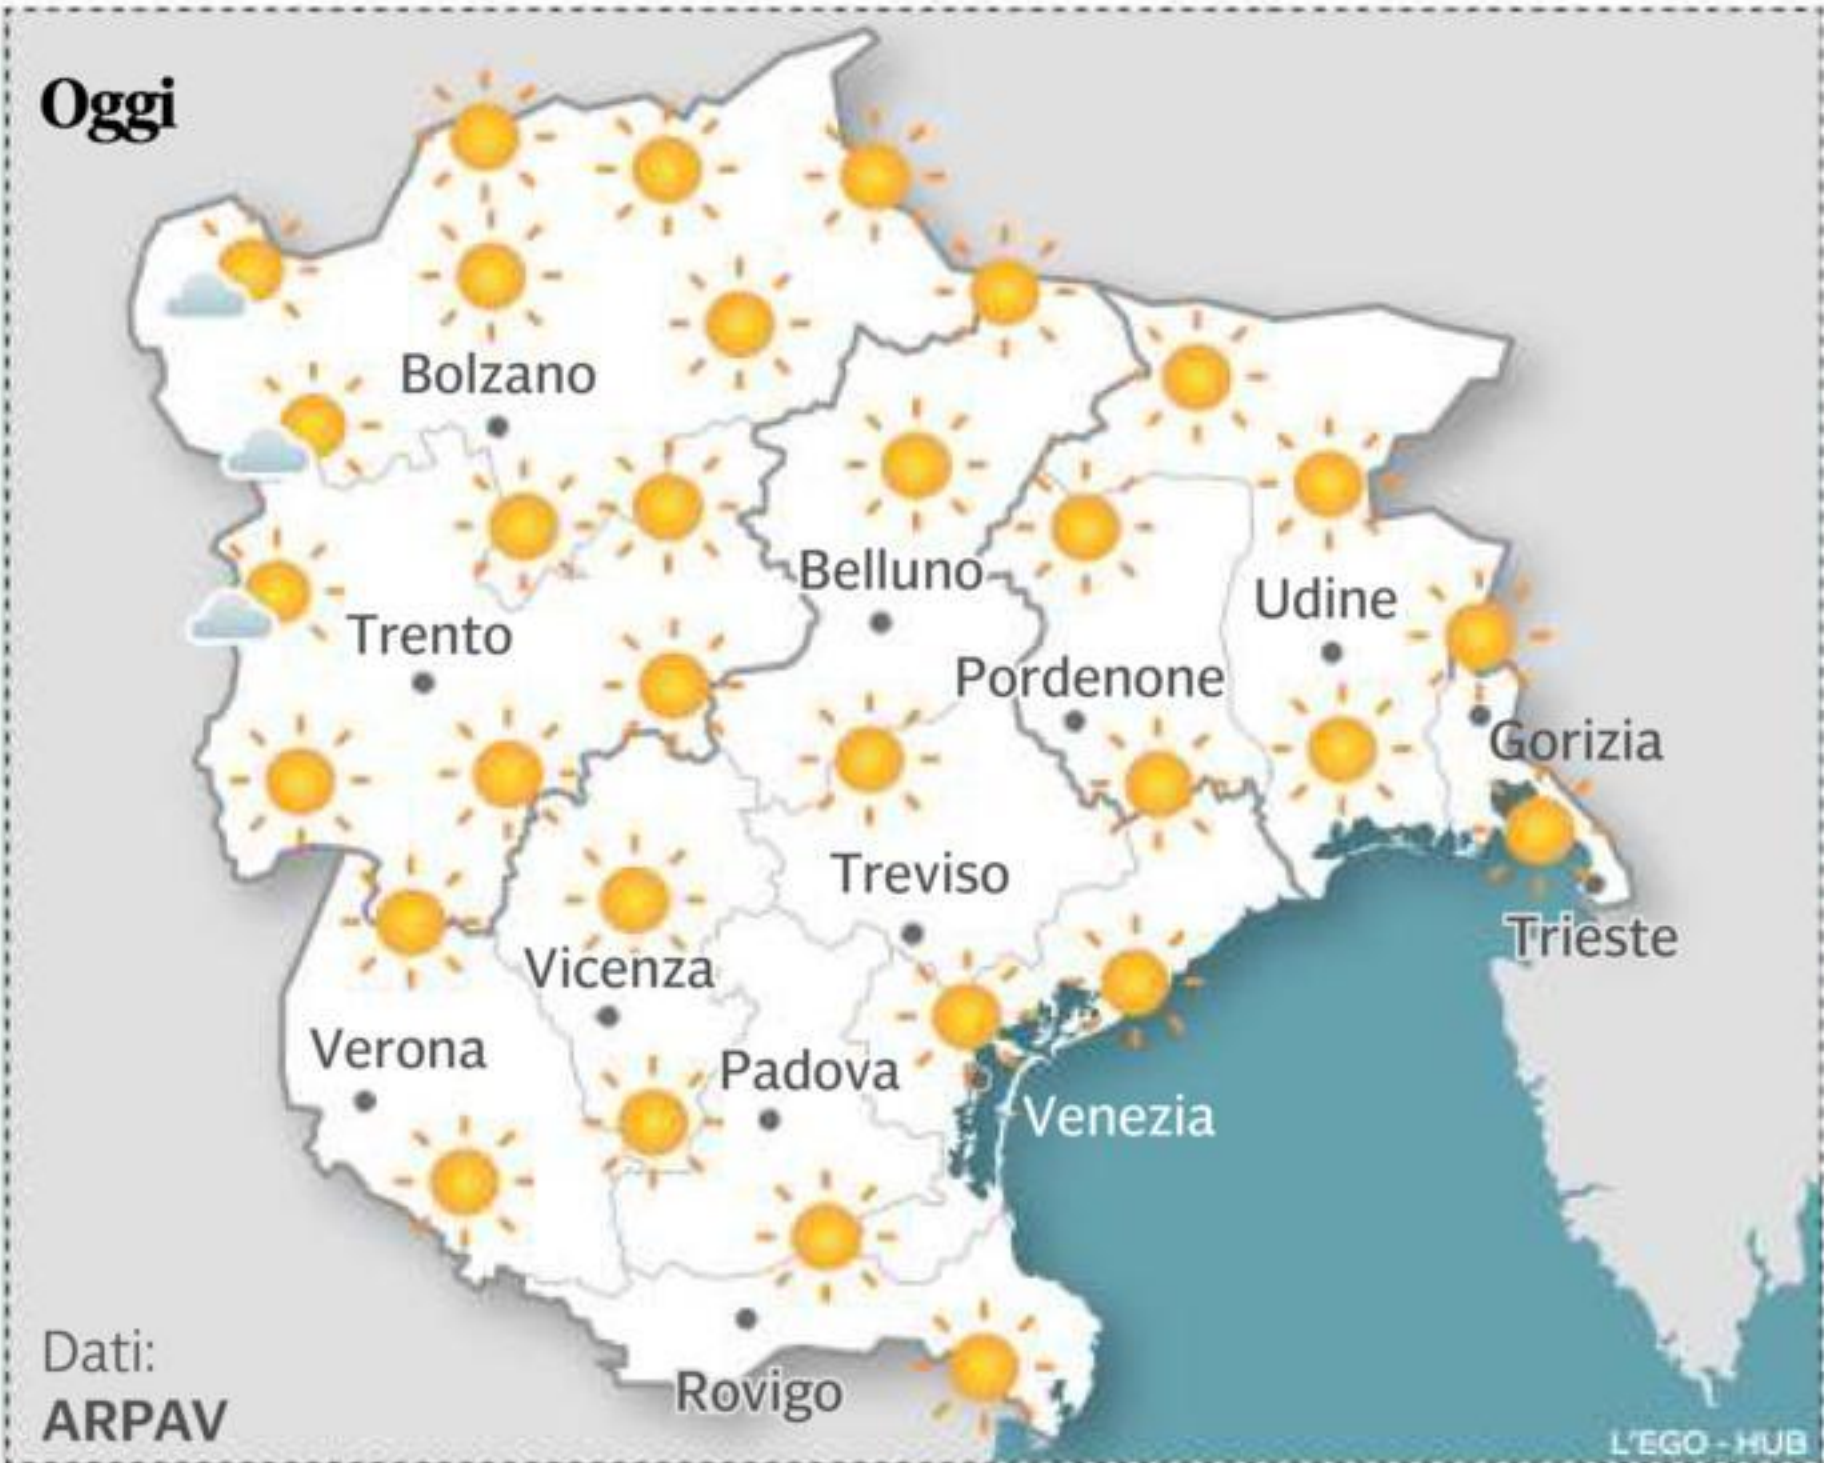 Oggi
Bolzano
Belluno
Udine
Trento
Pordenone
Gorizia
Treviso
Trieste
Vicenza
Verona
Padova
Venezia
Dati:
ARPAV
Rovigo
L'EGO - HUB